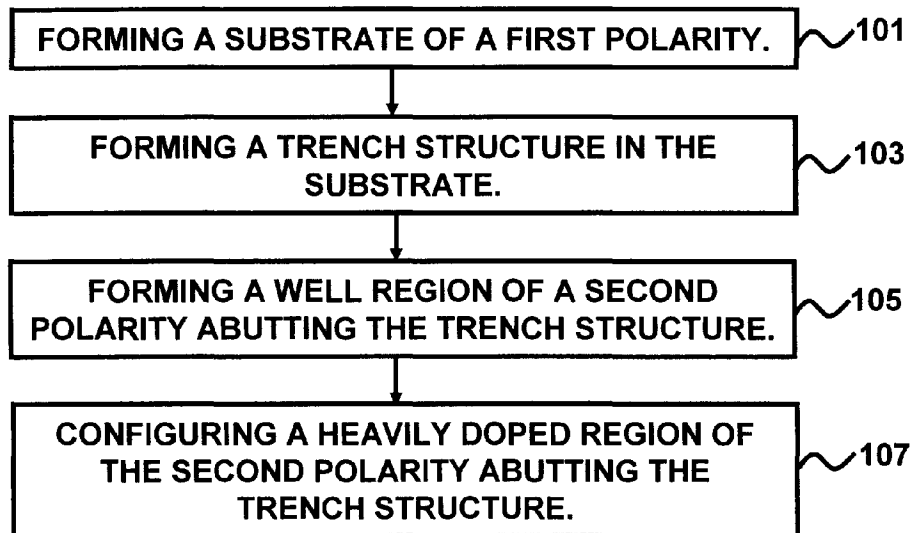 FORMING A SUBSTRATE OF A FIRST POLARITY.
101
FORMING A TRENCH STRUCTURE IN THE
SUBSTRATE.
103
FORMING A WELL REGION OF A SECOND
POLARITY ABUTTING THE TRENCH STRUCTURE.
105
CONFIGURING A HEAVILY DOPED REGION OF
THE SECOND POLARITY ABUTTING THE
TRENCH STRUCTURE.
107